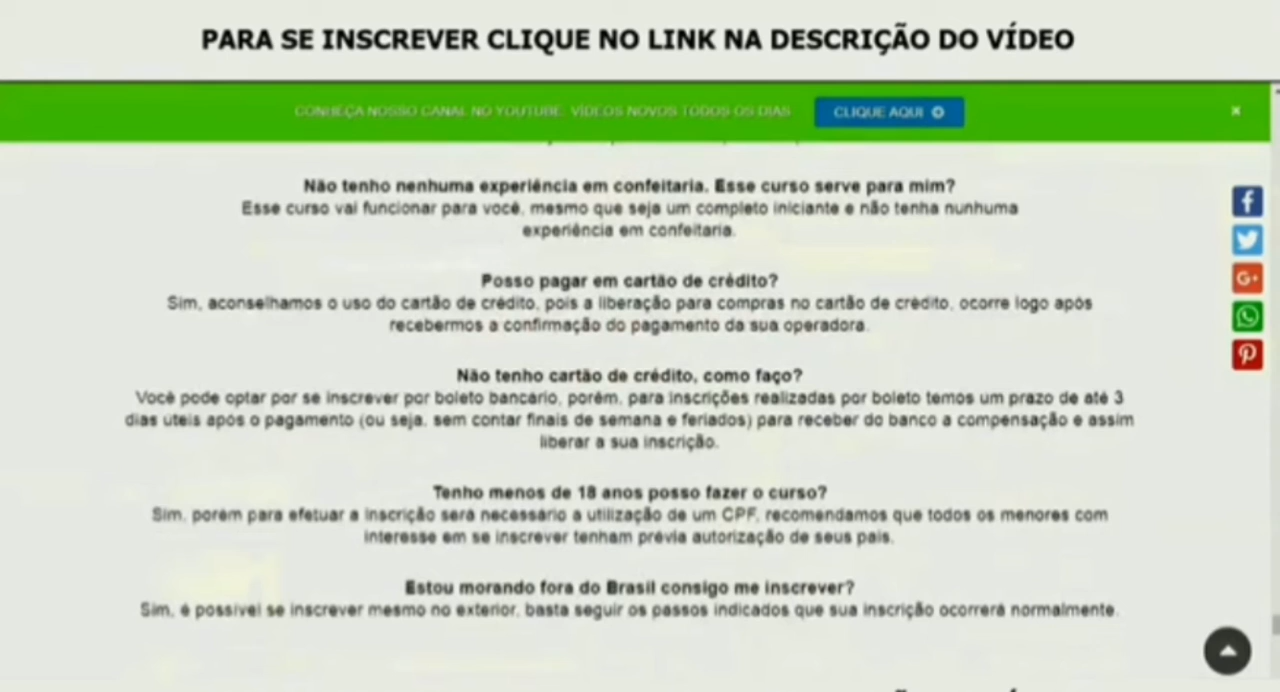 PARA SE INSCREVER CLIQUE NO LINK NA DESCRIÇÃO DO VÍDEO
CONHEÇA NOSSO CANAL NO YOUTUBE. VÍDEOS NOVOS TODOS OS DIAS
CLIQUE AQUI
Não tenho nenhuma experiência em confeitaria. Esse curso serve para mim?
Esse curso vai funcionar para você, mesmo que seja um completo iniciante e não tenha nunhuma
experiência em confeitaria.
Posso pagar em cartão de crédito?
Sim, aconselhamos o uso do cartão de crédito, pois a liberação para compras no cartão de crédito, ocorre logo após
recebermos a confirmação do pagamento da sua operadora.
Não tenho cartão de crédito, como faço?
Você pode optar por se inscrever por boleto bancário, porém, para inscrições realizadas por boleto temos um prazo de até 3
dias úteis após o pagamento (ou seja, sem contar finais de semana e feriados) para receber do banco a compensação e assim
liberar a sua inscrição.
Tenho menos de 18 anos posso fazer o curso?
Sim, porém para efetuar a inscrição será necessário a utilização de um CPF, recomendamos que todos os menores com
interesse em se inscrever tenham prévia autorização de seus pais.
Estou morando fora do Brasil consigo me inscrever?
Sim, é possível se inscrever mesmo no exterior, basta seguir os passos indicados que sua inscrição ocorrerá normalmente.